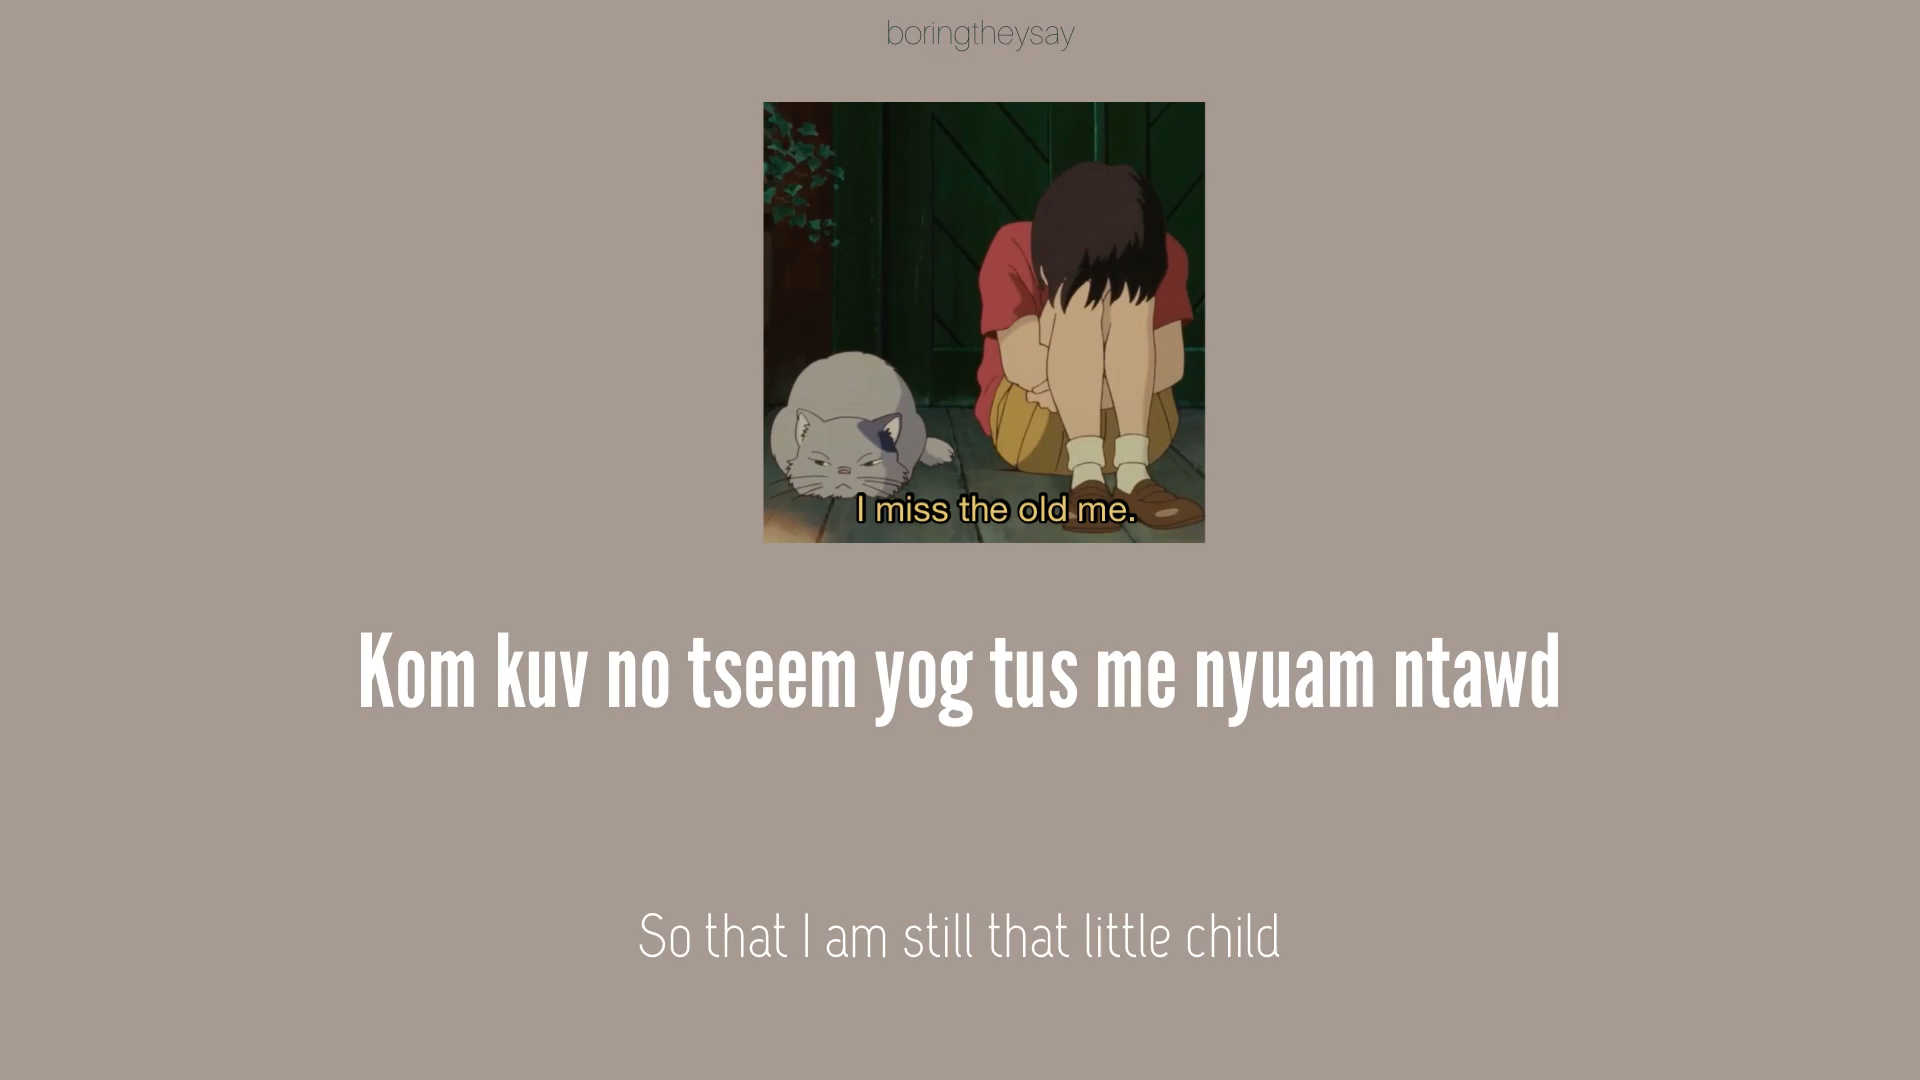 boringtheysay
I miss the old me.
Kom kuv no tseem yog tus me nyuam ntawd
So that I am still that little child